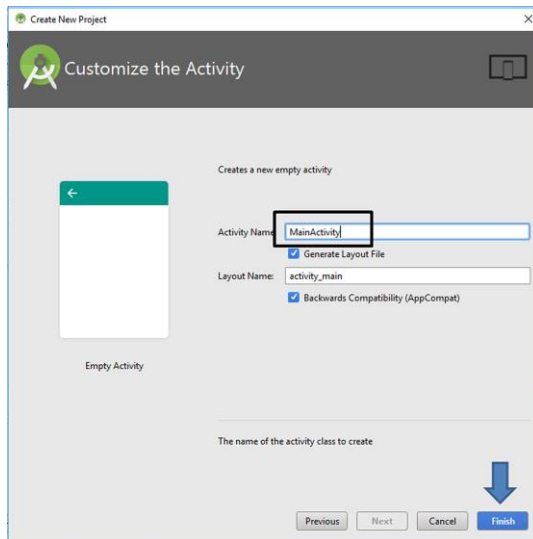 Create New Project
Customize the Activity
Creates a new empty activity
Activity Name MainActivity
Generate Layout File
Layout Name: activity_main
Backwards Compatibility (AppCompat)
Empty Activity
The name of the activity class to create
Previous Next Cancel Finish